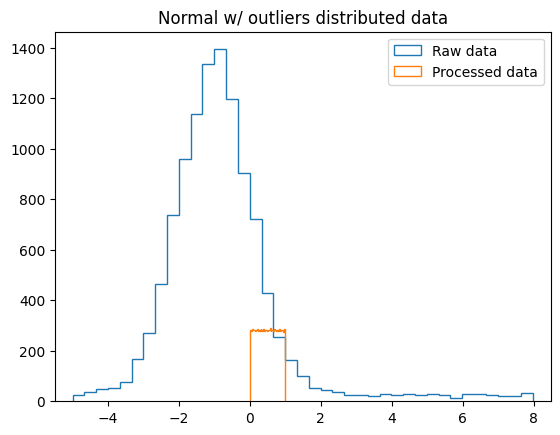 Normal w/ outliers distributed data
Raw data
Processed data
1400
1200
1000
800
600
400
200
0
−4 −2 0 2 4 6 8